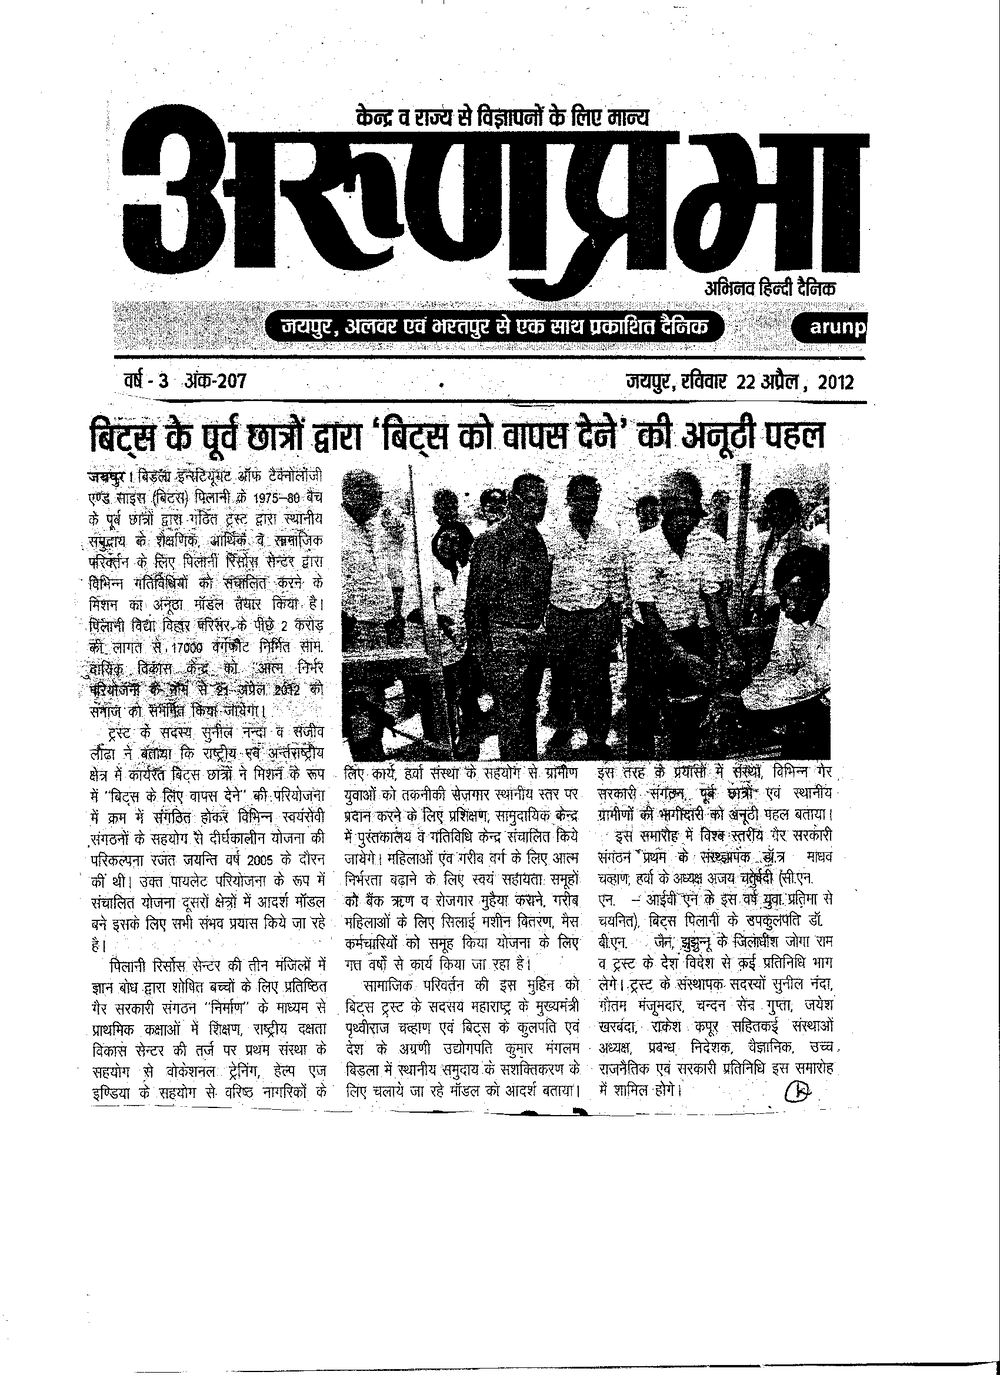 केन्द्र व राज्य से विज्ञापनों के लिए मान्य
अरुणप्रभा
अभिनव हिन्दी दैनिक
जयपुर, अलवर एवं भरतपुर से एक साथ प्रकाशित दैनिक
arunp
वर्ष - 3 अंक-207
जयपुर, रविवार 22 अप्रैल, 2012
बिट्स के पूर्व छात्रों द्वारा 'बिट्स को वापस देने' की अनूठी पहल
जयपुर। बिड़ला इन्सटिट्यूट ऑफ टेक्नोलॉजी
एण्ड साइंस (बिटस) पिलानी के 1975-80 बैच
के पूर्व छात्रों द्वारा गठित ट्रस्ट द्वारा स्थानीय
समुदाय के शैक्षणिक, आर्थिक व सामाजिक
परिवर्तन के लिए पिलानी रिर्सोस सेन्टर द्वारा
विभिन्न गतिविधियों को संचालित करने के
मिशन का अनूठा मॉडल तैयार किया है।
पिलानी विद्या विहार परिसर के पीछे 2 करोड़
की लागत से 17000 वर्गफीट निर्मित साम.
दायिक विकास केन्द्र को "आत्म निर्भर
परियोजना के नाम से 21 अप्रेल 2012 को
समाज को समर्पित किया जायेगा।
ट्रस्ट के सदस्य सुनील नन्दा व संजीव
लौढा ने बताया कि राष्ट्रीय एवं अर्न्तराष्ट्रीय
क्षेत्र में कार्यरत बिट्स छात्रों ने मिशन के रूप
में "बिट्स के लिए वापस देने" की परियोजना
में क्रम में संगठित होकर विभिन्न स्वयंसेवी
संगठनों के सहयोग से दीर्घकालीन योजना की
परिकल्पना रजत जयन्ति वर्ष 2005 के दौरन
की थी। उक्त पायलेट परियोजना के रूप में
संचालित योजना दूसरों क्षेत्रों में आदर्श मॉडल
बने इसके लिए सभी संभव प्रयास किये जा रहे
है।
पिलानी रिर्सोस सेन्टर की तीन मंजिलों में
ज्ञान बोध द्वारा शोषित बच्चों के लिए प्रतिष्ठित
गैर सरकारी संगठन "निर्माण" के माध्यम से
प्राथमिक कक्षाओं में शिक्षण, राष्ट्रीय दक्षता
विकास सेन्टर की तर्ज पर प्रथम संस्था के
सहयोग से वोकेशनल ट्रेनिंग, हेल्प एज
इण्डिया के सहयोग से वरिष्ठ नागरिकों के
लिए कार्य, हर्वा संस्था के सहयोग से ग्रामीण
युवाओं को तकनीकी रोज़गार स्थानीय स्तर पर
प्रदान करने के लिए प्रशिक्षण, सामुदायिक केन्द्र
में पुस्तकालय व गतिविधि केन्द्र संचालित किये
जायेगे। महिलाओं एंव गरीब वर्ग के लिए आत्म
निर्भरता बढ़ाने के लिए स्वयं सहायता समूहों
को बैंक ऋण व रोजगार मुहैया कराने, गरीब
महिलाओं के लिए सिलाई मशीन वितरण, मैस
कर्मचारियों को समूह किया योजना के लिए
गत्त वर्षो से कार्य किया जा रहा है।
सामाजिक परिवर्तन की इस मुहिन को
बिट्स ट्रस्ट के सदसय महाराष्ट्र के मुख्यमंत्री
पृथ्वीराज चव्हाण एवं बिट्स के कुलपति एवं
देश के अग्रणी उद्योगपति कुमार मंगलम
बिड़ला में स्थानीय समुदाय के सशक्तिकरण के
लिए चलाये जा रहे मॉडल को आदर्श बताया।
इस तरह के प्रयासों में संस्था, विभिन्न गेर
सरकारी संगठन, पूर्व छात्रों एवं स्थानीय
ग्रामीणों की भागीदारी को अनूठी पहल बताया।
इस समारोह में विश्व स्तरीय गैर सरकारी
संगठन प्रथम के संस्थापक डॉ. माधव
चव्हाण, हर्वा के अध्यक्ष अजय चतुर्वेदी (सी.एन.
एन. – आईवी एन के इस वर्ष युवा प्रतिमा से
चयनित), बिट्स पिलानी के उपकुलपति डॉ.
बी.एन. जैन, झुझुन्नू के जिलाधीश जोगा राम
व ट्रस्ट के देश विदेश से कई प्रतिनिधि भाग
लेगे। ट्रस्ट के संस्थापक सदस्यों सुनील नंदा,
गौतम मंजूमदार, चन्दन सेन गुप्ता, जयेश
खरबंदा, राकेश कपूर सहितकई संस्थाओं
अध्यक्ष, प्रबन्ध निदेशक, वैज्ञानिक, उच्च
राजनैतिक एवं सरकारी प्रतिनिधि इस समारोह
में शामिल होगे।